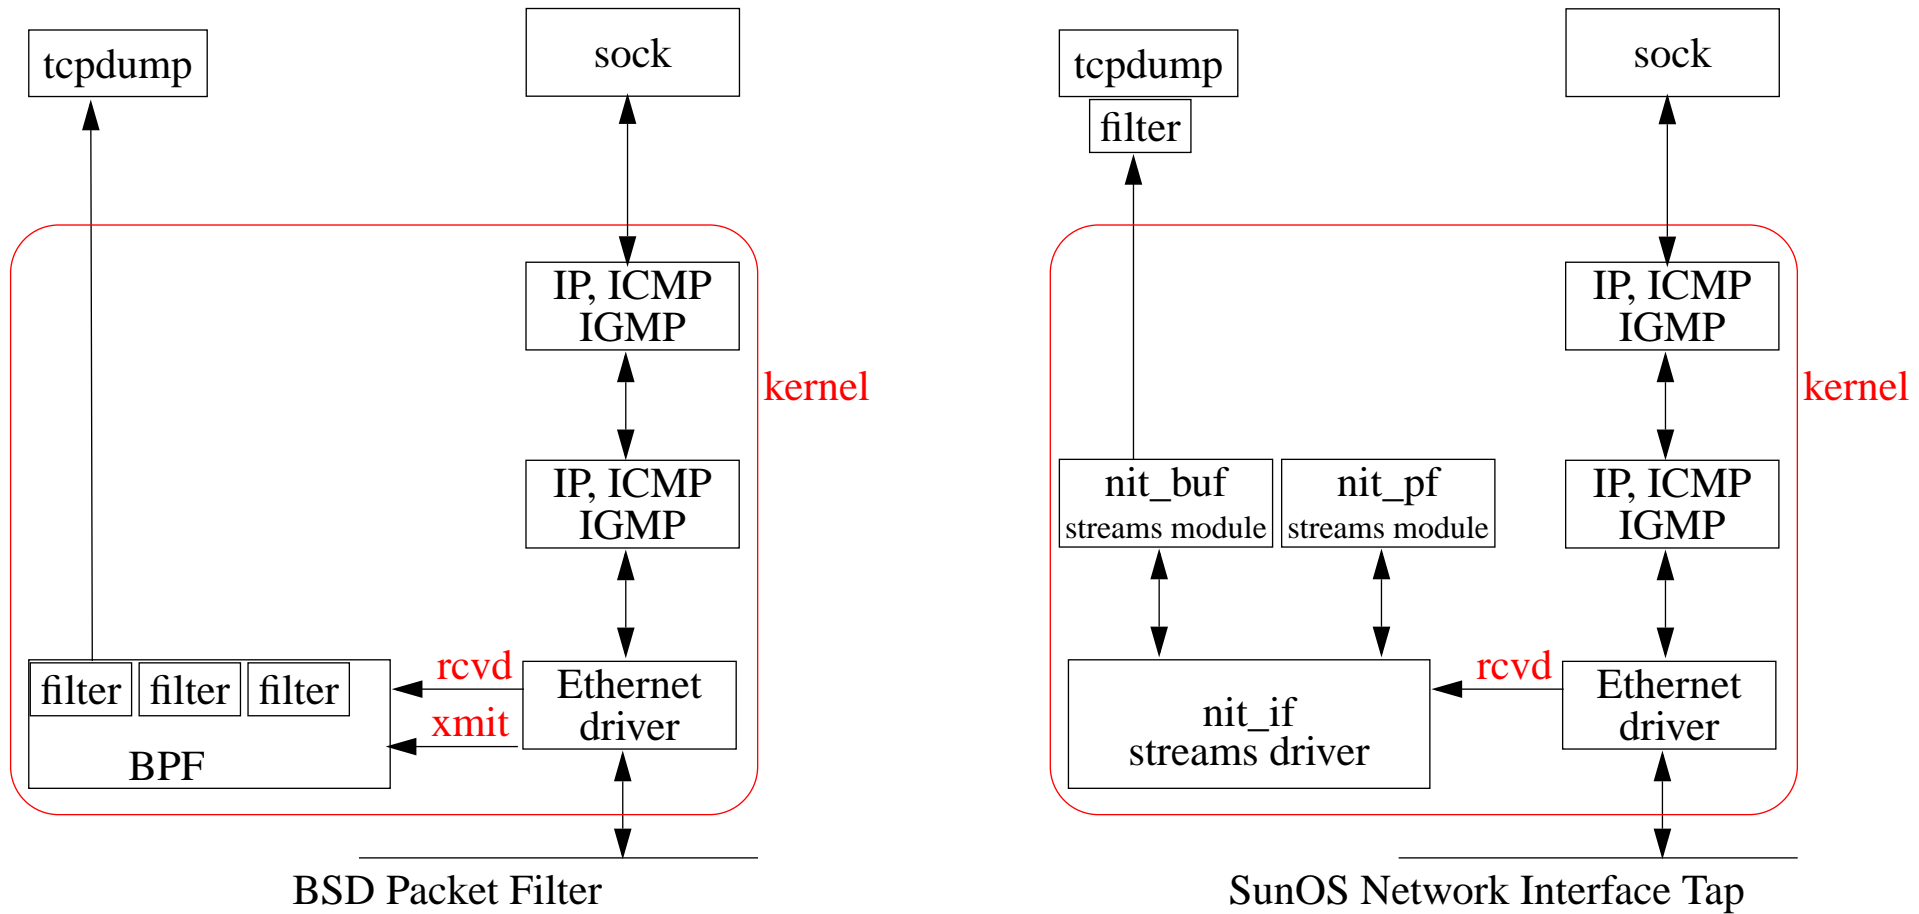 tcpdump
sock
IP, ICMP
IGMP
kernel
IP, ICMP
IGMP
filter
filter
filter
BPF
rcvd
xmit
Ethernet
driver
BSD Packet Filter
tcpdump
filter
sock
IP, ICMP
IGMP
kernel
nit_buf
streams module
nit_pf
streams module
IP, ICMP
IGMP
nit_if
streams driver
rcvd
Ethernet
driver
SunOS Network Interface Tap